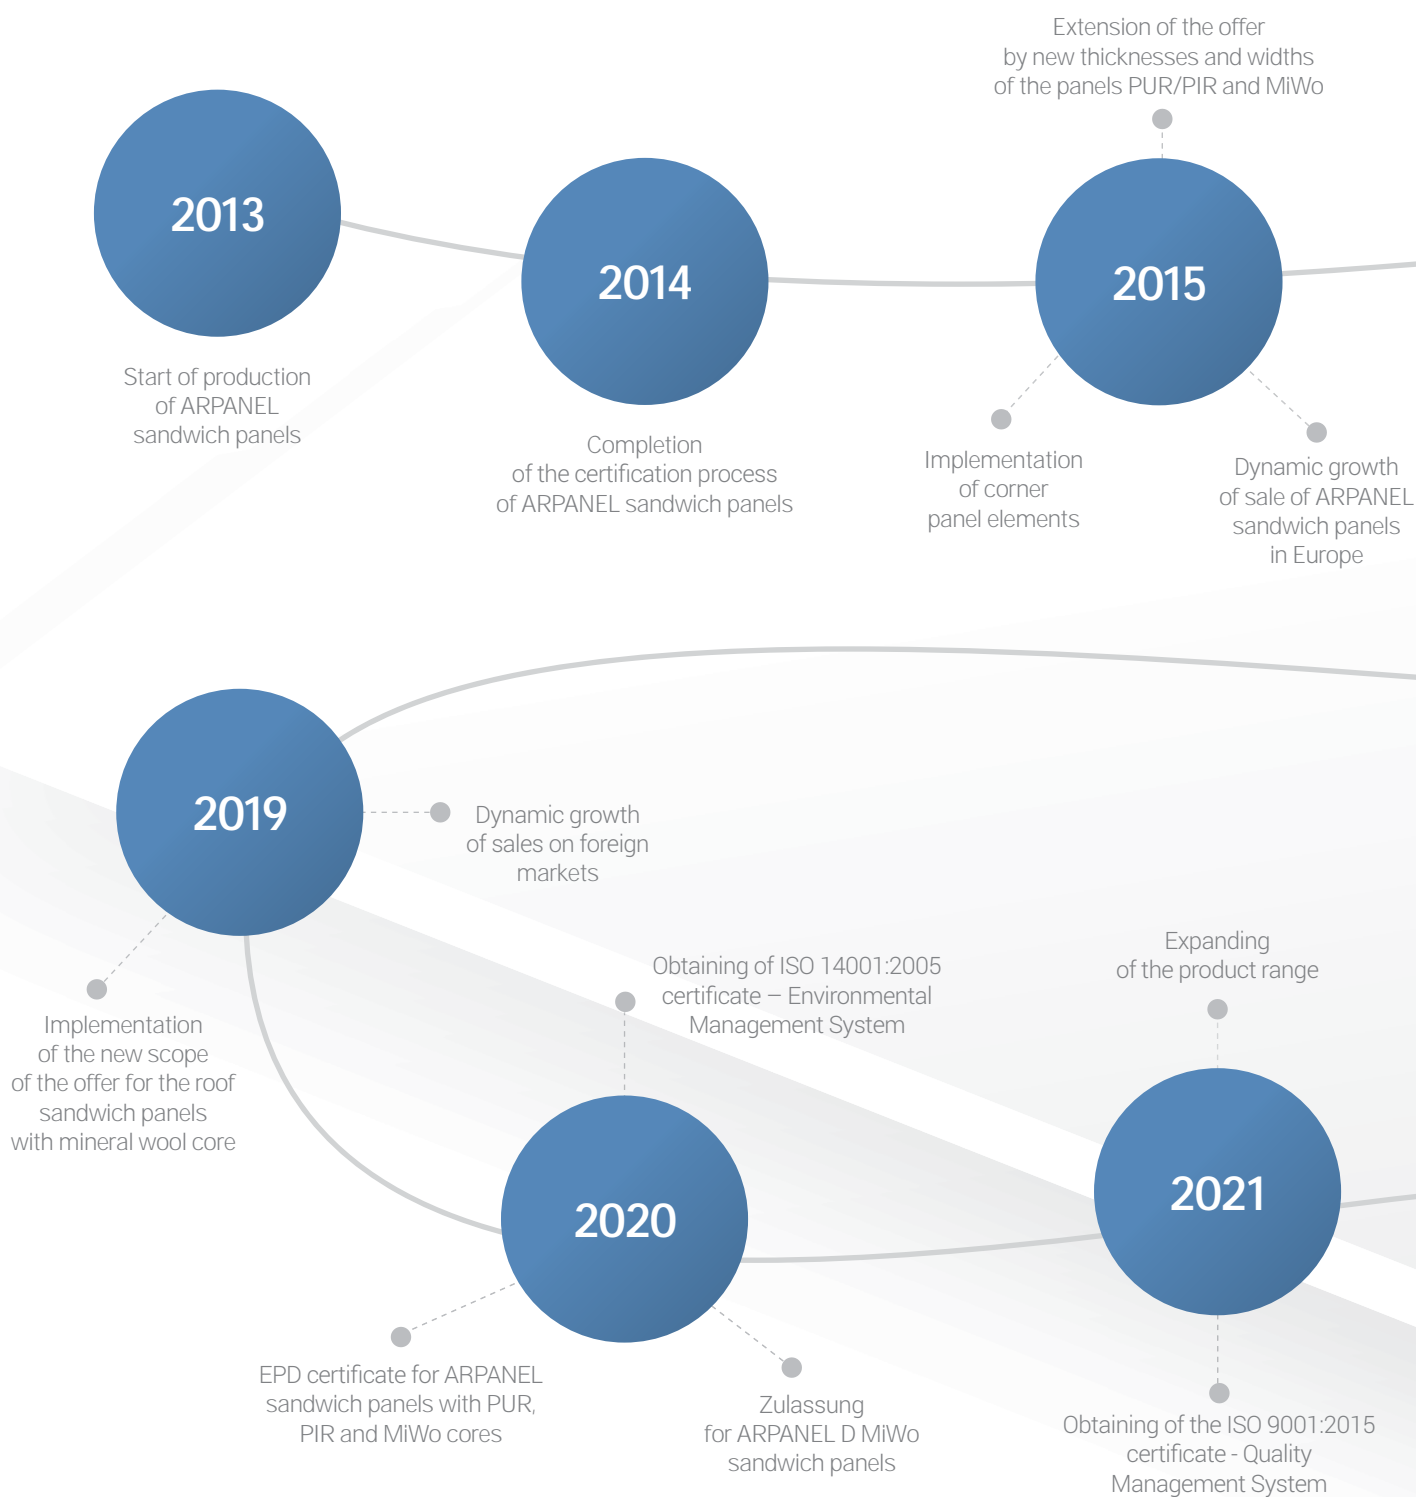 2013
Start of production
of ARPANEL
sandwich panels
2014
Completion
of the certification process
of ARPANEL sandwich panels
Extension of the offer
by new thicknesses and widths
of the panels PUR/PIR and MiWo
2015
Implementation
of corner
panel elements
Dynamic growth
of sale of ARPANEL
sandwich panels
in Europe
2019
Dynamic growth
of sales on foreign
markets
Implementation
of the new scope
of the offer for the roof
sandwich panels
with mineral wool core
Obtaining of ISO 14001:2005
certificate – Environmental
Management System
2020
EPD certificate for ARPANEL
sandwich panels with PUR,
PIR and MiWo cores
Zulassung
for ARPANEL D MiWo
sandwich panels
Expanding
of the product range
2021
Obtaining of the ISO 9001:2015
certificate - Quality
Management System